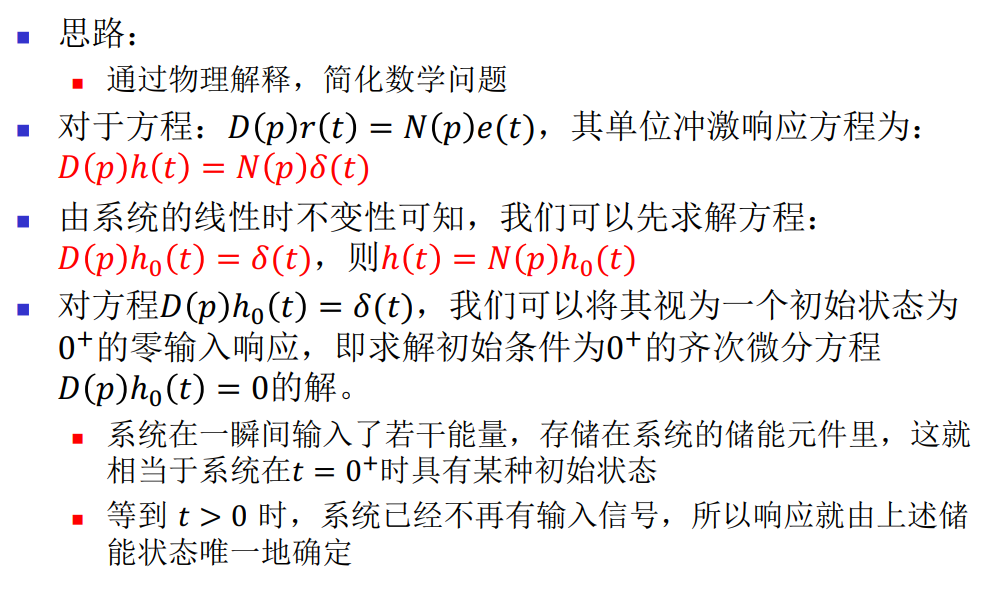 思路：
通过物理解释，简化数学问题
对于方程：D(p)r(t) = N(p)e(t)，其单位冲激响应方程为：
D(p)h(t) = N(p)δ(t)
由系统的线性时不变性可知，我们可以先求解方程：
D(p)h₀(t) = δ(t)，则h(t) = N(p)h₀(t)
对方程D(p)h₀(t) = δ(t)，我们可以将其视为一个初始状态为
0⁺的零输入响应，即求解初始条件为0⁺的齐次微分方程
D(p)h₀(t) = 0的解。
系统在一瞬间输入了若干能量，存储在系统的储能元件里，这就
相当于系统在t = 0⁺时具有某种初始状态
等到 t > 0 时，系统已经不再有输入信号，所以响应就由上述储
能状态唯一地确定